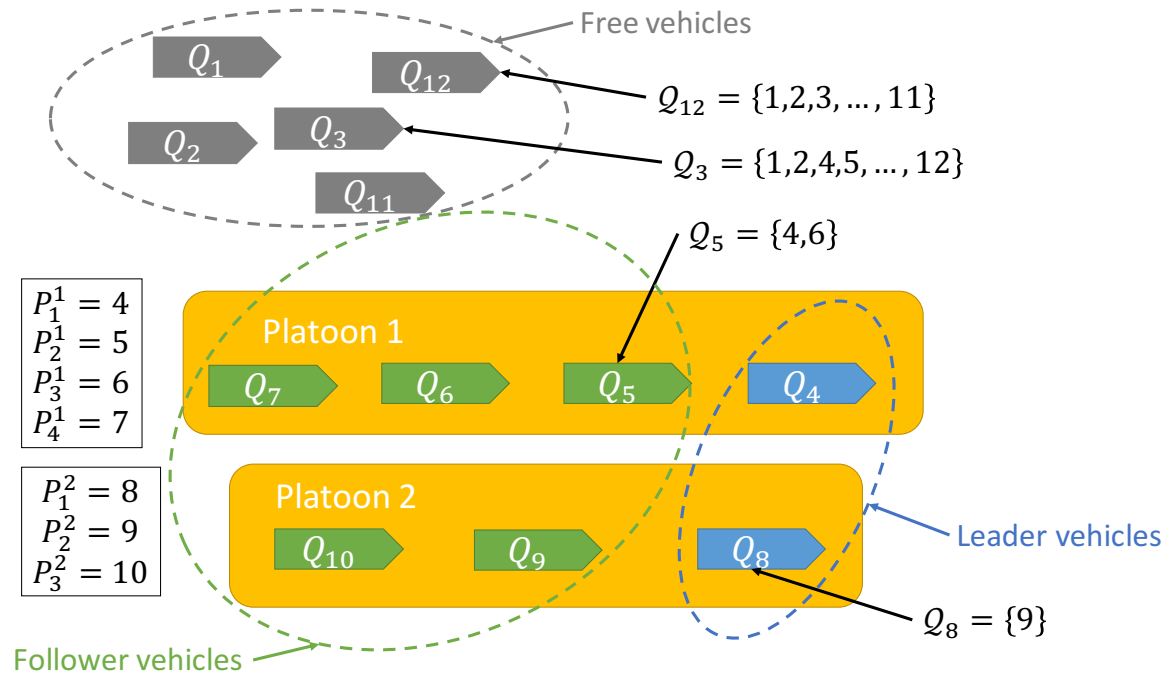 Free vehicles
Q₁
Q₁₂
𝒬₁₂ = {1,2,3, … , 11}
Q₂
Q₃
𝒬₃ = {1,2,4,5, … , 12}
Q₁₁
𝒬₅ = {4,6}
P₁¹ = 4
P₂¹ = 5
P₃¹ = 6
P₄¹ = 7
Platoon 1
Q₇
Q₆
Q₅
Q₄
P₁² = 8
P₂² = 9
P₃² = 10
Platoon 2
Q₁₀
Q₉
Q₈
Leader vehicles
𝒬₈ = {9}
Follower vehicles